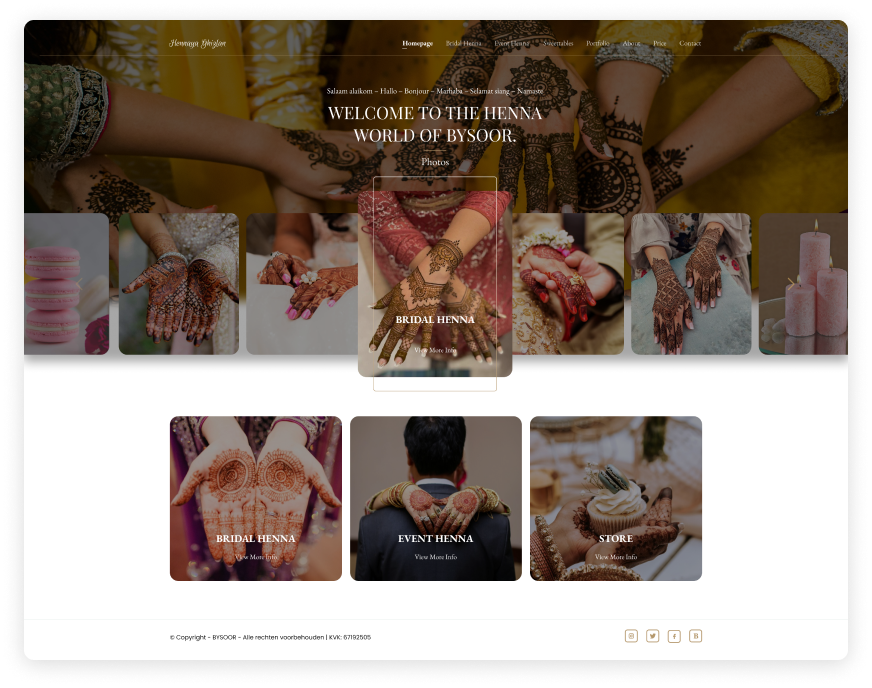 Hennaya Ghizlan
Homepage Bridal Henna Event Henna Sweettables Portfolio About Price Contact
Salaam alaikom – Hallo – Bonjour – Marhaba – Selamat siang – Namaste
WELCOME TO THE HENNA
WORLD OF BYSOOR.
Photos
BRIDAL HENNA
View More Info
BRIDAL HENNA
View More Info
EVENT HENNA
View More Info
STORE
View More Info
© Copyright - BYSOOR - Alle rechten voorbehouden | KVK: 67192505